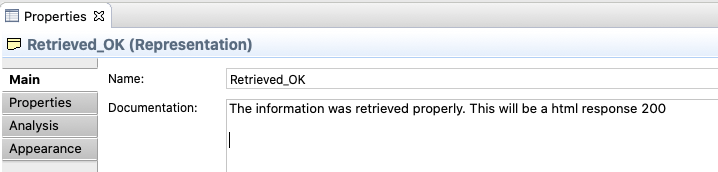 Properties
Retrieved_OK (Representation)
Main
Name:
Retrieved_OK
Properties
Documentation:
The information was retrieved properly. This will be a html response 200
Analysis
Appearance